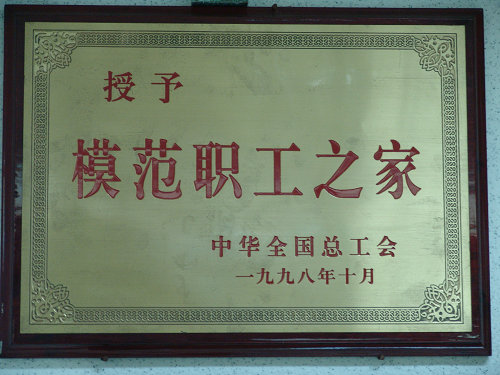 授予
模范职工之家
中华全国总工会
一九九八年十月